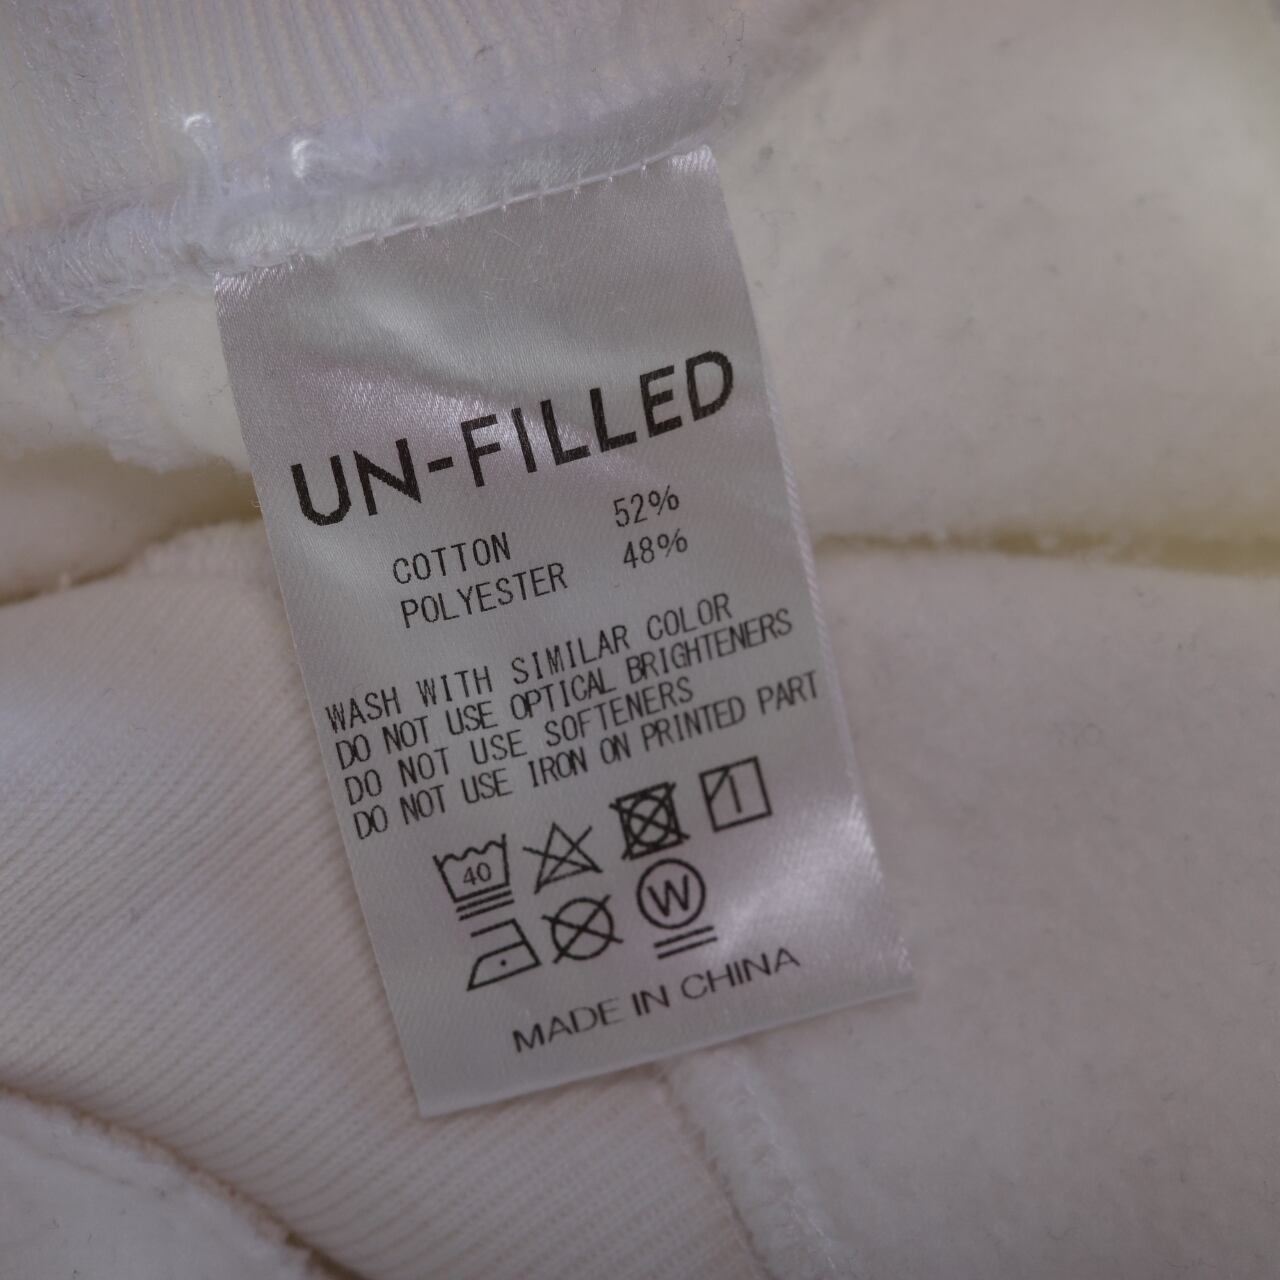 UN-FILLED
COTTON 52%
POLYESTER 48%
WASH WITH SIMILAR COLOR
DO NOT USE OPTICAL BRIGHTENERS
DO NOT USE SOFTENERS
DO NOT USE IRON ON PRINTED PART
40
W
MADE IN CHINA